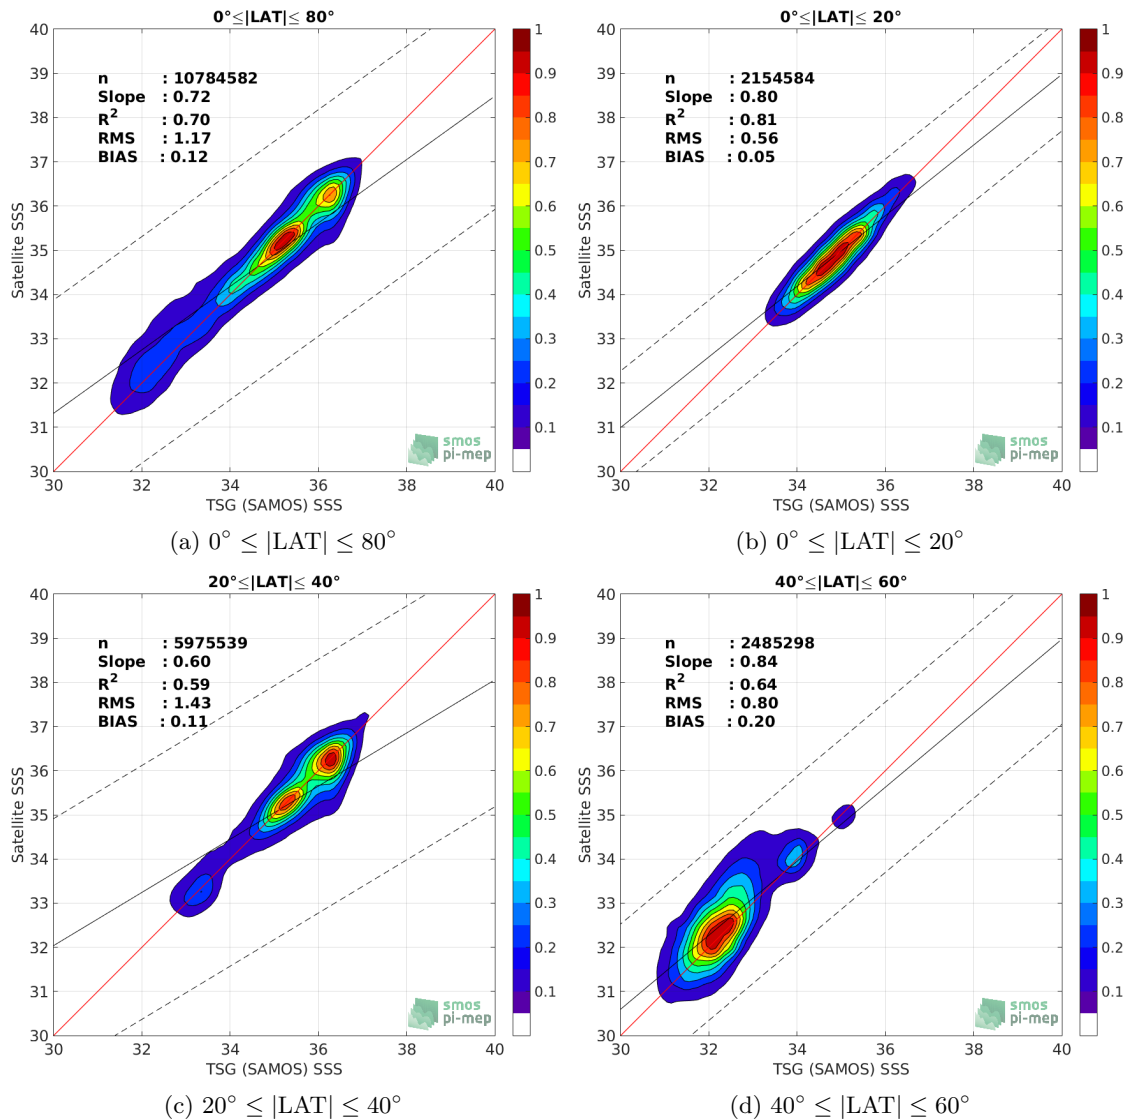 0°≤|LAT|≤ 80°
n : 10784582
Slope : 0.72
R² : 0.70
RMS : 1.17
BIAS : 0.12
40
39
38
37
36
35
34
33
32
31
30
Satellite SSS
30 32 34 36 38 40
TSG (SAMOS) SSS
1
0.9
0.8
0.7
0.6
0.5
0.4
0.3
0.2
0.1
smos
pi-mep
(a) 0° ≤ |LAT| ≤ 80°
0°≤|LAT|≤ 20°
n : 2154584
Slope : 0.80
R² : 0.81
RMS : 0.56
BIAS : 0.05
40
39
38
37
36
35
34
33
32
31
30
Satellite SSS
30 32 34 36 38 40
TSG (SAMOS) SSS
1
0.9
0.8
0.7
0.6
0.5
0.4
0.3
0.2
0.1
smos
pi-mep
(b) 0° ≤ |LAT| ≤ 20°
20°≤|LAT|≤ 40°
n : 5975539
Slope : 0.60
R² : 0.59
RMS : 1.43
BIAS : 0.11
40
39
38
37
36
35
34
33
32
31
30
Satellite SSS
30 32 34 36 38 40
TSG (SAMOS) SSS
1
0.9
0.8
0.7
0.6
0.5
0.4
0.3
0.2
0.1
smos
pi-mep
(c) 20° ≤ |LAT| ≤ 40°
40°≤|LAT|≤ 60°
n : 2485298
Slope : 0.84
R² : 0.64
RMS : 0.80
BIAS : 0.20
40
39
38
37
36
35
34
33
32
31
30
Satellite SSS
30 32 34 36 38 40
TSG (SAMOS) SSS
1
0.9
0.8
0.7
0.6
0.5
0.4
0.3
0.2
0.1
smos
pi-mep
(d) 40° ≤ |LAT| ≤ 60°